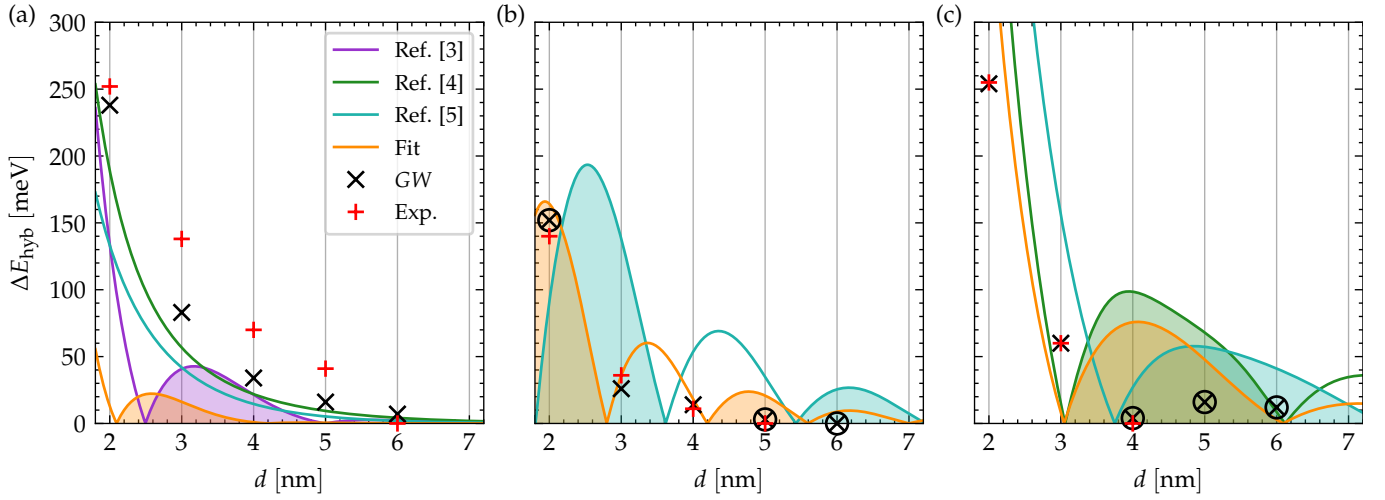 (a)
300
250
200
150
100
50
0
ΔE_hyb [meV]
Ref. [3]
Ref. [4]
Ref. [5]
Fit
GW
Exp.
2 3 4 5 6 7
d [nm]
(b)
2 3 4 5 6 7
d [nm]
(c)
2 3 4 5 6 7
d [nm]